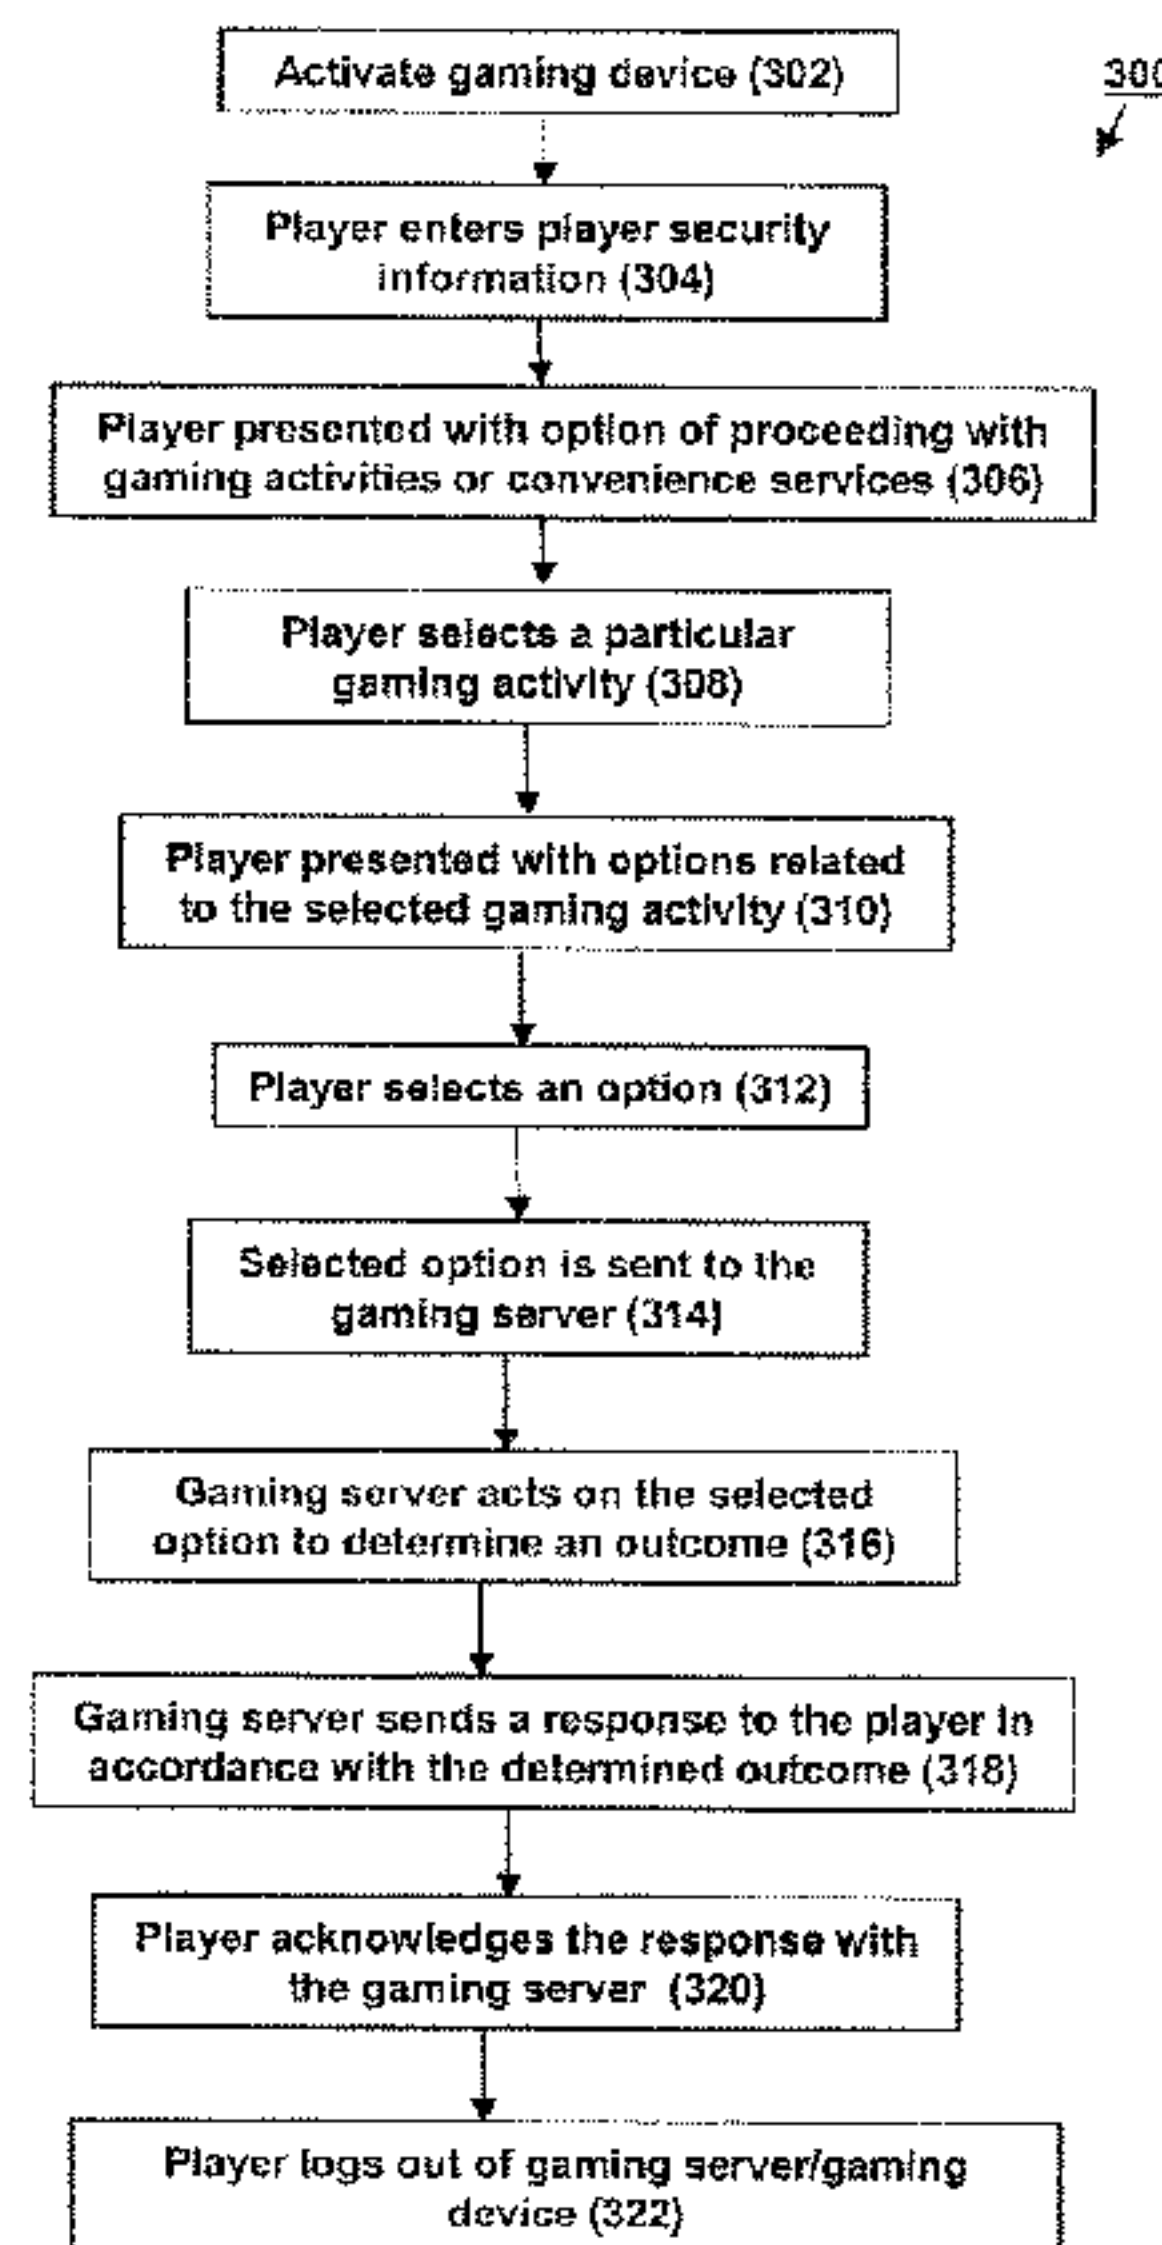 Activate gaming device (302)
300
Player enters player security
information (304)
Player presented with option of proceeding with
gaming activities or convenience services (306)
Player selects a particular
gaming activity (308)
Player presented with options related
to the selected gaming activity (310)
Player selects an option (312)
Selected option is sent to the
gaming server (314)
Gaming server acts on the selected
option to determine an outcome (316)
Gaming server sends a response to the player in
accordance with the determined outcome (318)
Player acknowledges the response with
the gaming server (320)
Player logs out of gaming server/gaming
device (322)